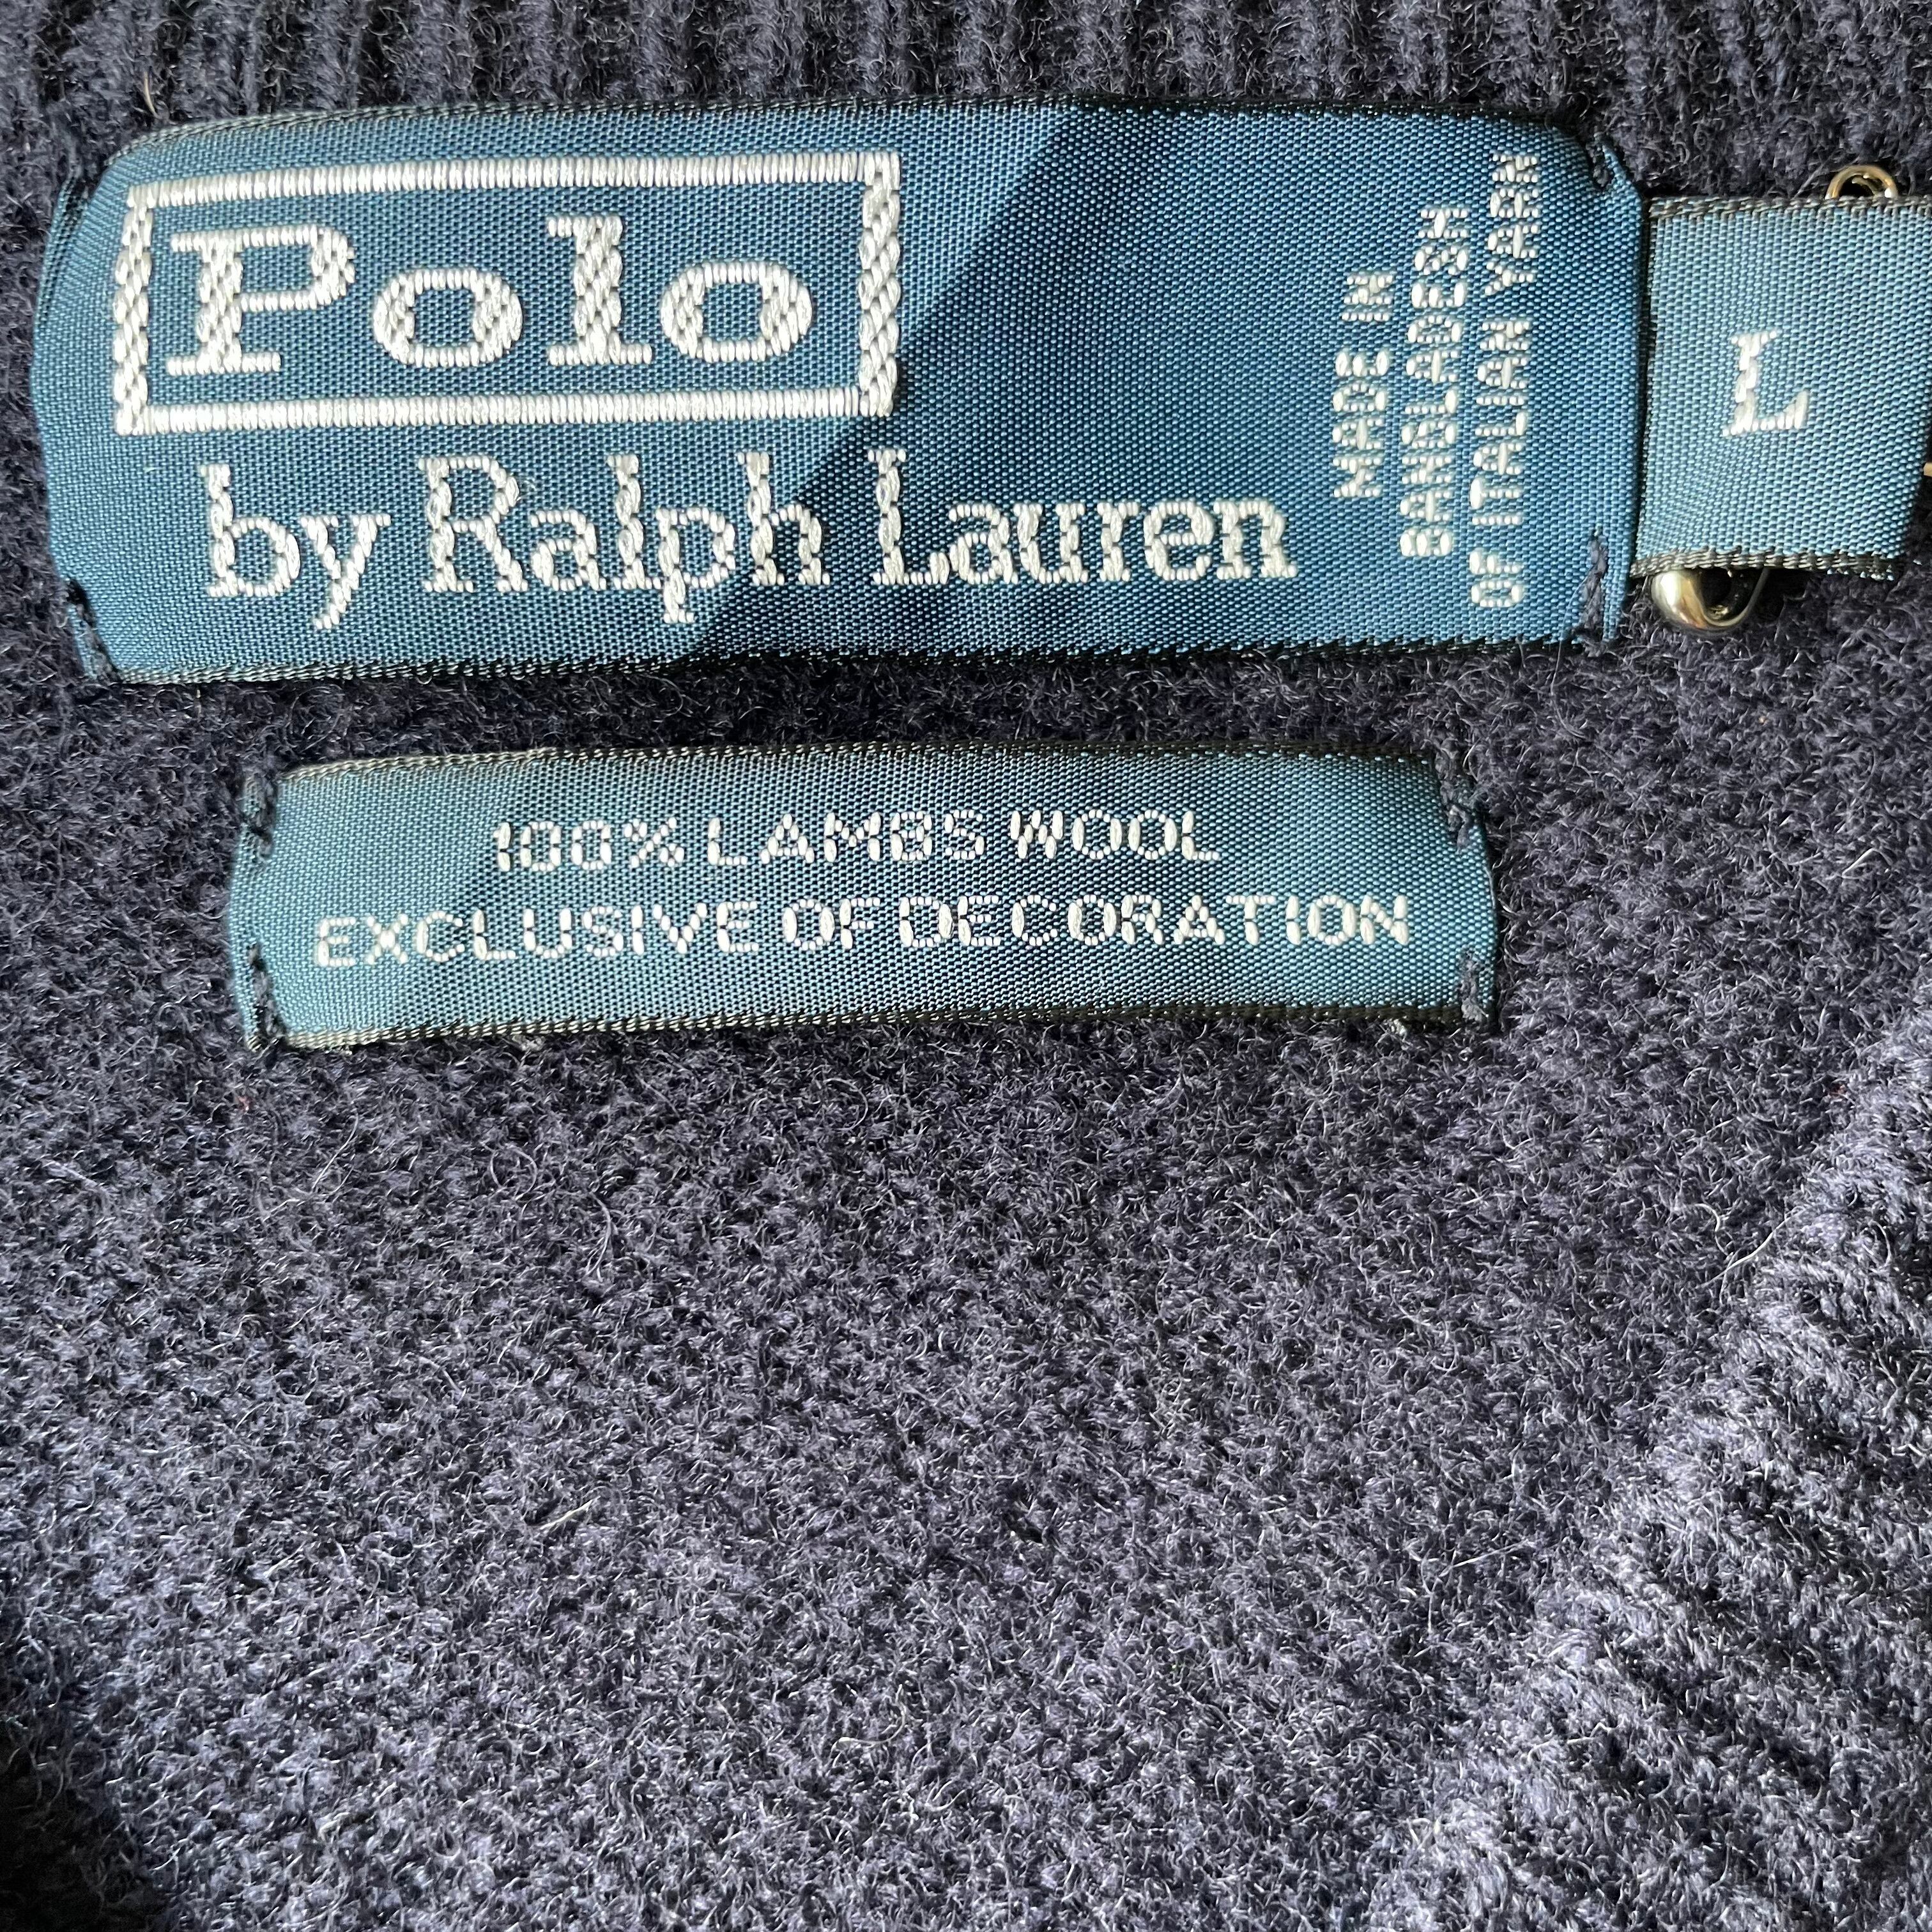 Polo
by Ralph Lauren
MADE IN
BANGLADESH
OF ITALIAN YARN
L
100% LAMBS WOOL
EXCLUSIVE OF DECORATION